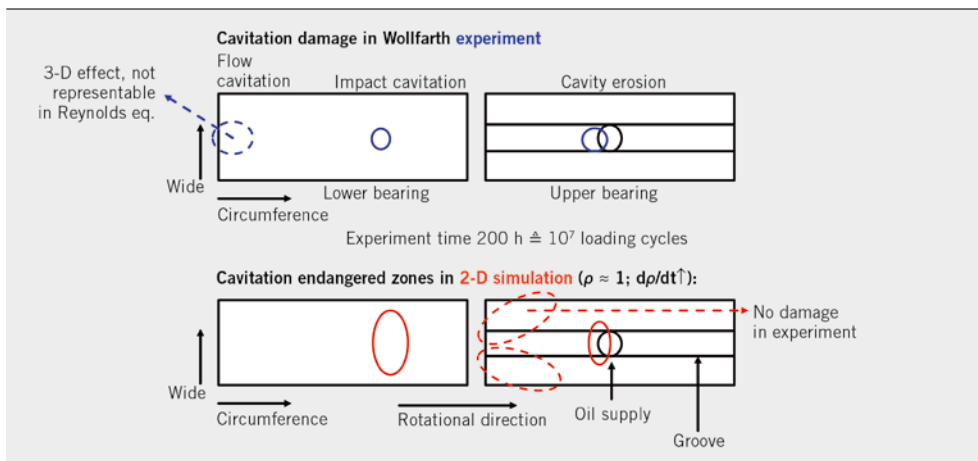 Cavitation damage in Wollfarth experiment
Flow
cavitation
Impact cavitation
Cavity erosion
3-D effect, not
representable
in Reynolds eq.
Wide
Lower bearing
Upper bearing
Circumference
Experiment time 200 h ≙ 10⁷ loading cycles
Cavitation endangered zones in 2-D simulation (ρ ≈ 1; dρ/dt↑):
No damage
in experiment
Wide
Circumference
Rotational direction
Oil supply
Groove